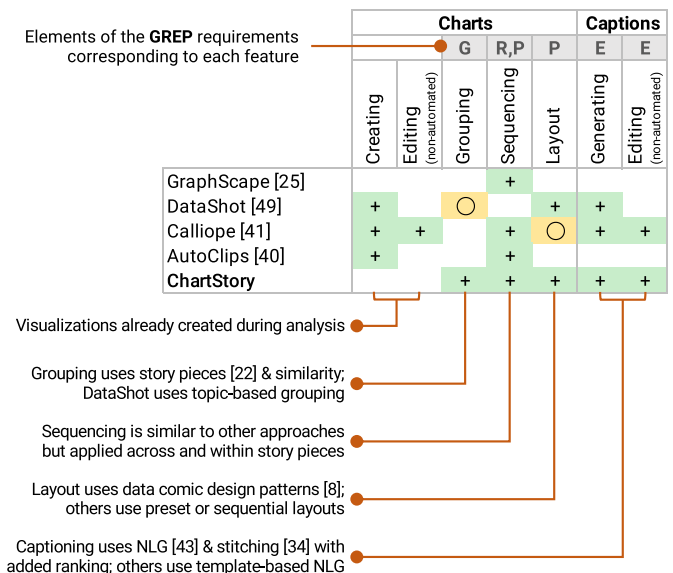 Charts Captions
Elements of the GREP requirements
corresponding to each feature
G R,P P E E
Creating
Editing
(non-automated)
Grouping
Sequencing
Layout
Generating
Editing
(non-automated)
GraphScape [25] +
DataShot [49] + ○ + +
Calliope [41] + + + ○ + +
AutoClips [40] + +
ChartStory + + + + +
Visualizations already created during analysis
Grouping uses story pieces [22] & similarity;
DataShot uses topic-based grouping
Sequencing is similar to other approaches
but applied across and within story pieces
Layout uses data comic design patterns [8];
others use preset or sequential layouts
Captioning uses NLG [43] & stitching [34] with
added ranking; others use template-based NLG